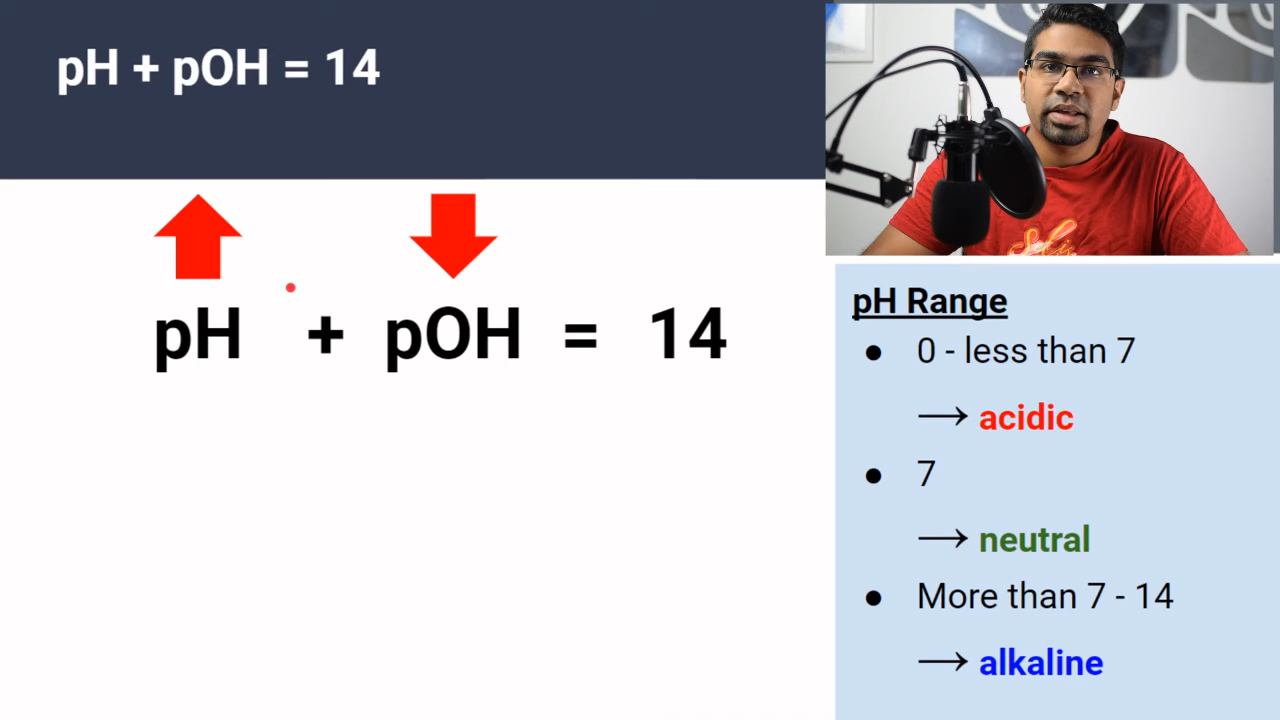 pH + pOH = 14
pH + pOH = 14
pH Range
● 0 - less than 7
→ acidic
● 7
→ neutral
● More than 7 - 14
→ alkaline